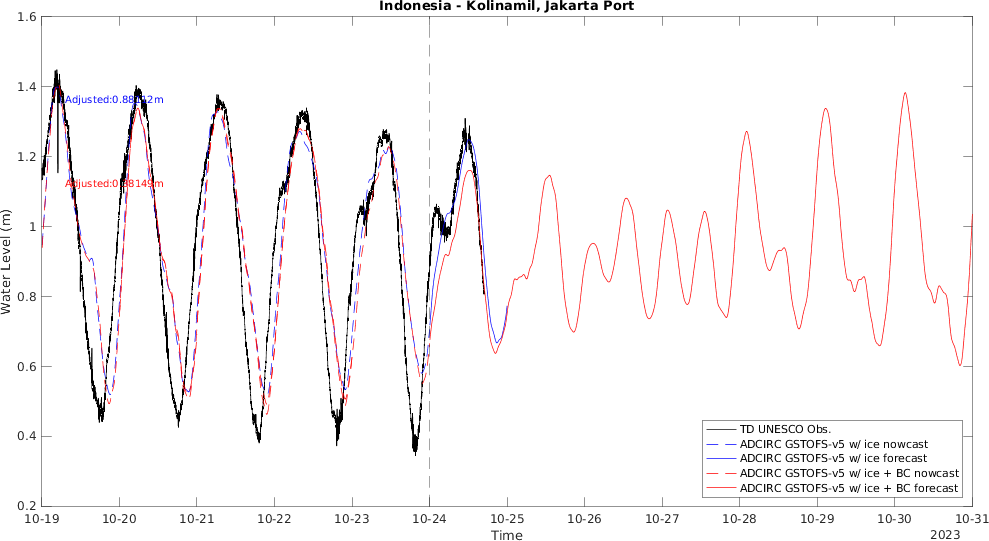 Indonesia - Kolinamil, Jakarta Port
1.6
1.4
1.2
1
0.8
0.6
0.4
0.2
Water Level (m)
Adjusted:
Adjusted:
TD UNESCO Obs.
ADCIRC GSTOFS-v5 w/ ice nowcast
ADCIRC GSTOFS-v5 w/ ice forecast
ADCIRC GSTOFS-v5 w/ ice + BC nowcast
ADCIRC GSTOFS-v5 w/ ice + BC forecast
10-19 10-20 10-21 10-22 10-23 10-24 10-25 10-26 10-27 10-28 10-29 10-30 10-31
Time
2023